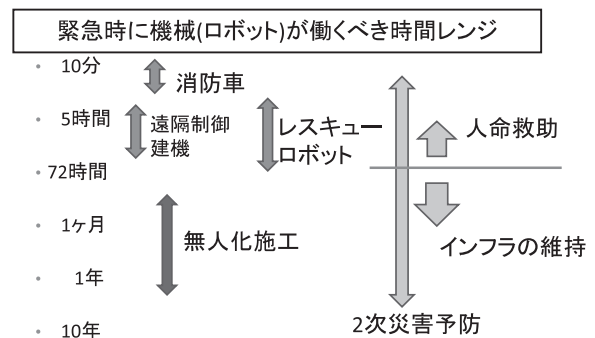 緊急時に機械(ロボット)が働くべき時間レンジ
• 10分
消防車
• 5時間
遠隔制御
建機
レスキュー
ロボット
人命救助
• 72時間
• 1ヶ月
無人化施工
インフラの維持
• 1年
• 10年
2次災害予防